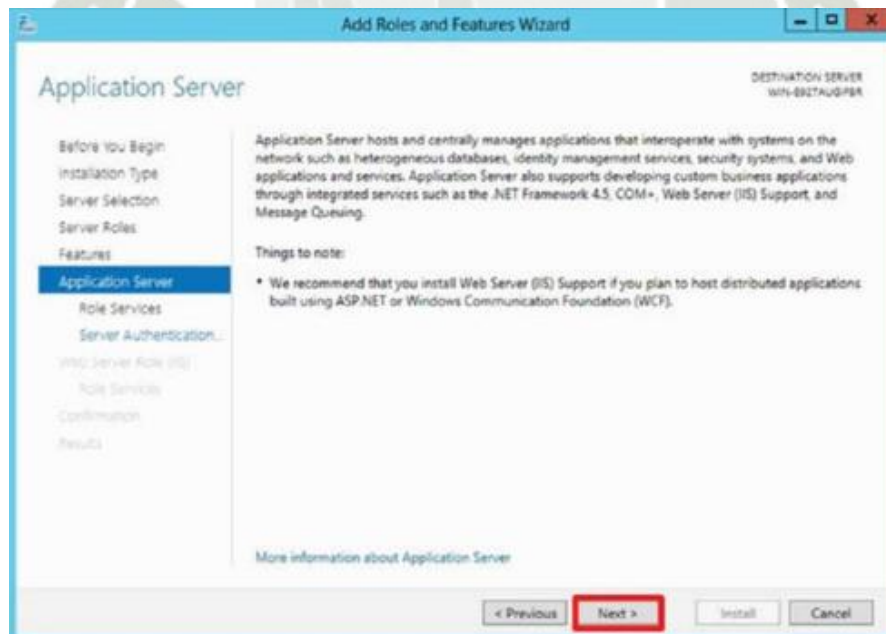 Add Roles and Features Wizard
Application Server
DESTINATION SERVER
Before You Begin
Installation Type
Server Selection
Server Roles
Features
Application Server
Role Services
Server Authentication...
Web Server Role (IIS)
Role Services
Confirmation
Results
Application Server hosts and centrally manages applications that interoperate with systems on the
network such as heterogeneous databases, identity management services, security systems, and Web
applications and services. Application Server also supports developing custom business applications
through integrated services such as the .NET Framework 4.5, COM+, Web Server (IIS) Support, and
Message Queuing.
Things to note:
• We recommend that you install Web Server (IIS) Support if you plan to host distributed applications
built using ASP.NET or Windows Communication Foundation (WCF).
More information about Application Server
< Previous
Next >
Install
Cancel